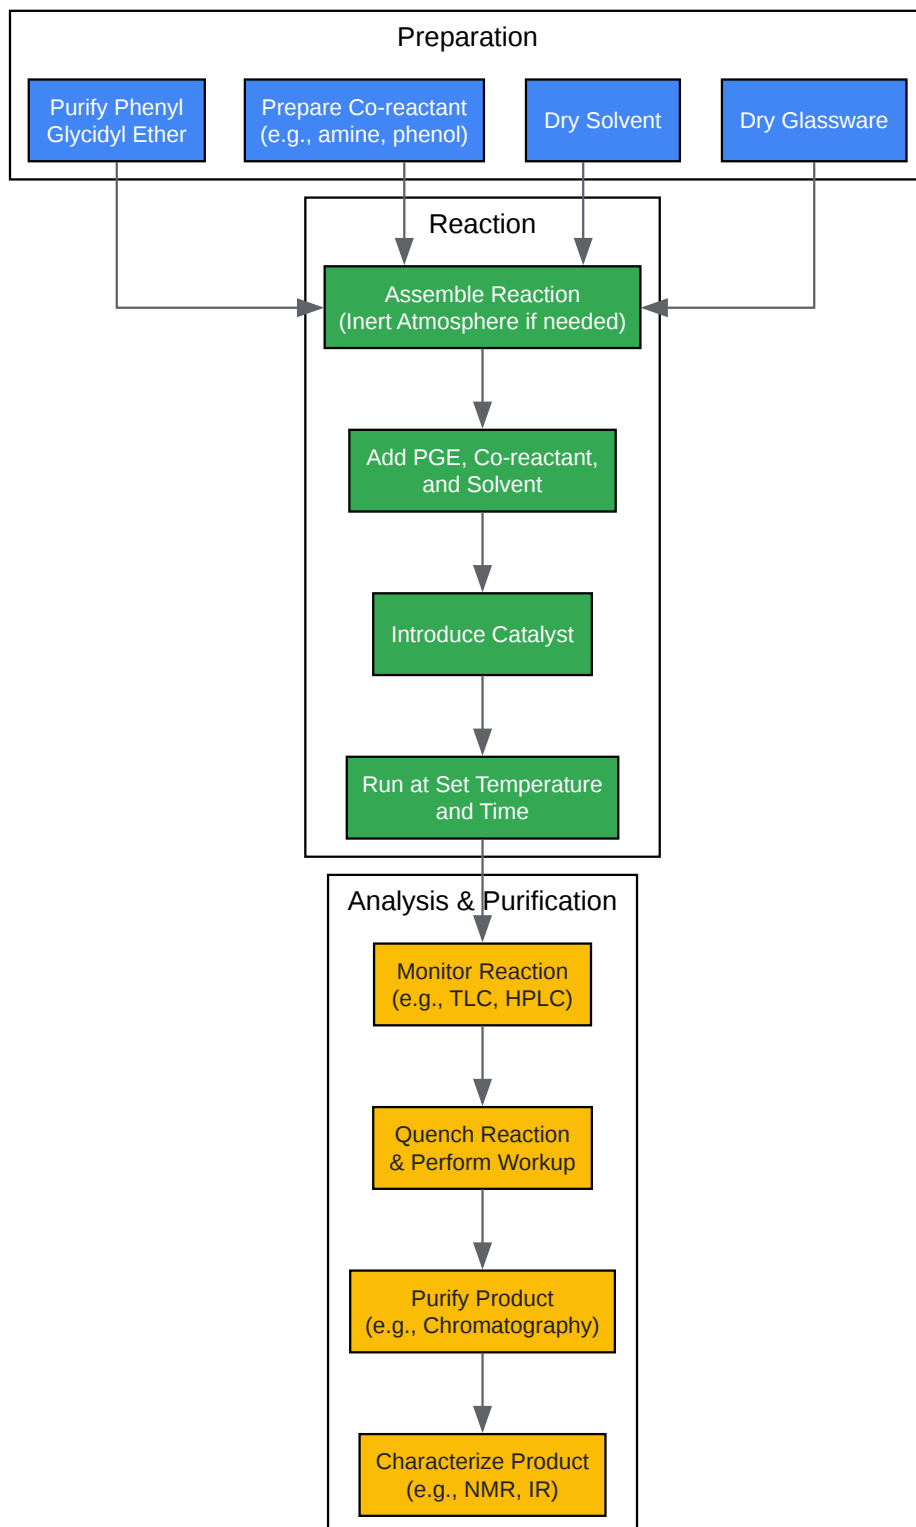 Preparation
Purify Phenyl
Glycidyl Ether
Prepare Co-reactant
(e.g., amine, phenol)
Dry Solvent
Dry Glassware
Reaction
Assemble Reaction
(Inert Atmosphere if needed)
Add PGE, Co-reactant,
and Solvent
Introduce Catalyst
Run at Set Temperature
and Time
Analysis & Purification
Monitor Reaction
(e.g., TLC, HPLC)
Quench Reaction
& Perform Workup
Purify Product
(e.g., Chromatography)
Characterize Product
(e.g., NMR, IR)